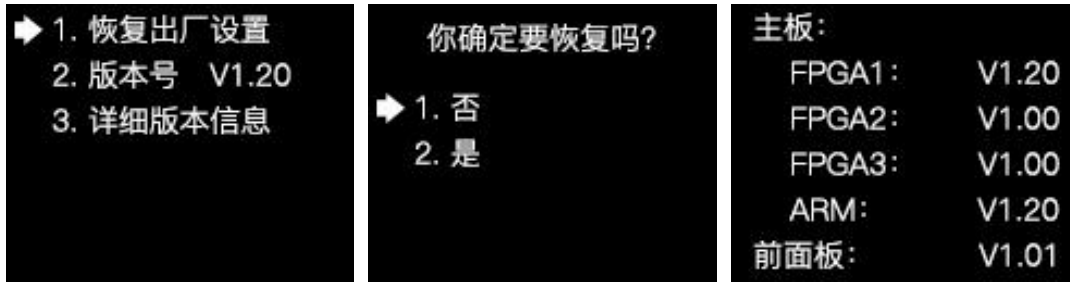 1. 恢复出厂设置
2. 版本号 V1.20
3. 详细版本信息
你确定要恢复吗?
1. 否
2. 是
主板:
FPGA1: V1.20
FPGA2: V1.00
FPGA3: V1.00
ARM: V1.20
前面板: V1.01